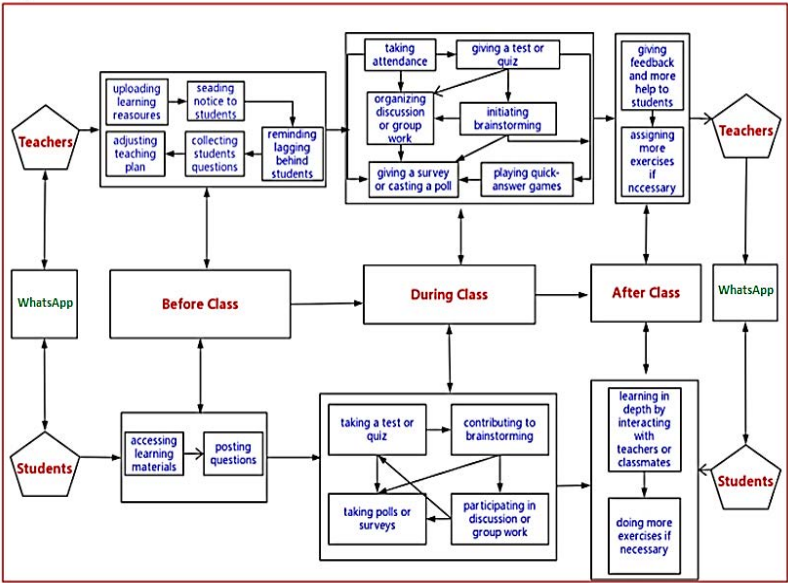 taking
attendance
giving a test or
quiz
giving
feedback
and more
help to
students
uploading
learning
reasoures
seading
notice to
students
organizing
discussion
or group
work
initiating
brainstorming
Teachers
Teachers
adjusting
teaching
plan
collecting
students
questions
reminding
lagging
behind
students
assigning
more
exercises
if
nccessary
giving a survey
or casting a poll
playing quick-
answer games
WhatsApp
Before Class
During Class
After Class
WhatsApp
Students
accessing
learning
materials
posting
questions
taking a test or
quiz
contributing to
brainstorming
learning in
depth by
interacting
with
teachers or
classmates
Students
taking polls or
surveys
participating in
discussion or
group work
doing more
exercises if
necessary